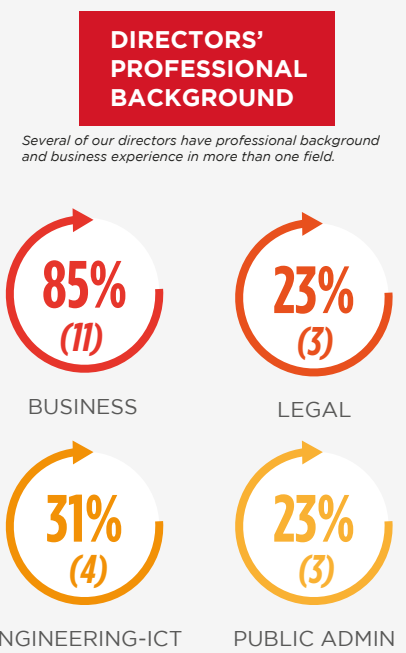 DIRECTORS'
PROFESSIONAL
BACKGROUND
Several of our directors have professional background
and business experience in more than one field.
85%
(11)
BUSINESS
23%
(3)
LEGAL
31%
(4)
NGINEERING-ICT
23%
(3)
PUBLIC ADMIN